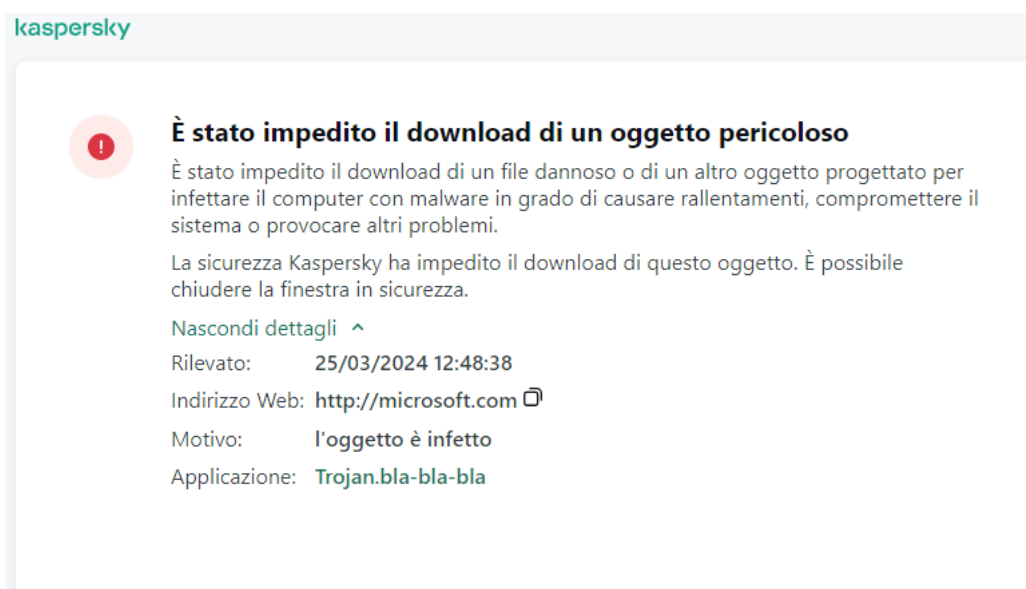 kaspersky
È stato impedito il download di un oggetto pericoloso
È stato impedito il download di un file dannoso o di un altro oggetto progettato per
infettare il computer con malware in grado di causare rallentamenti, compromettere il
sistema o provocare altri problemi.
La sicurezza Kaspersky ha impedito il download di questo oggetto. È possibile
chiudere la finestra in sicurezza.
Nascondi dettagli
Rilevato: 25/03/2024 12:48:38
Indirizzo Web: http://microsoft.com
Motivo: l'oggetto è infetto
Applicazione: Trojan.bla-bla-bla